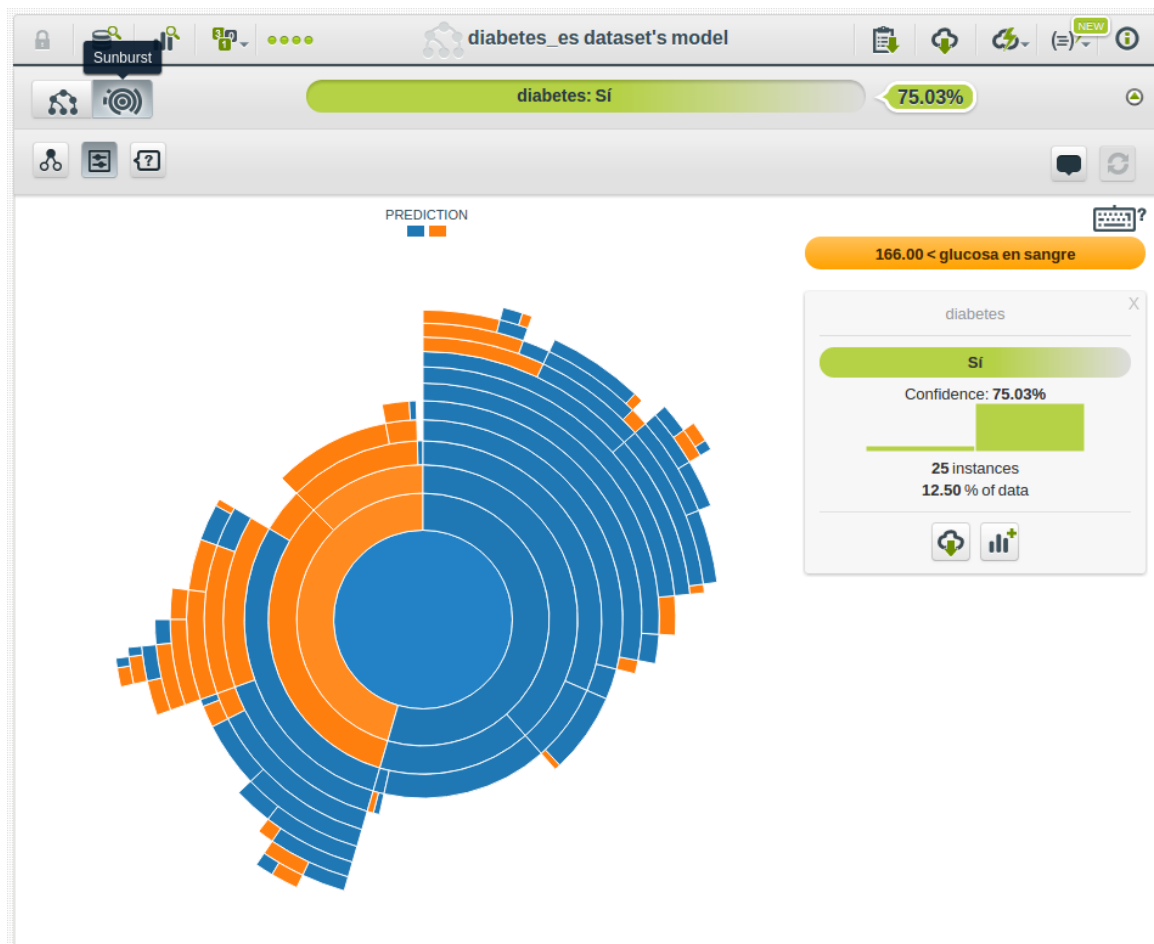 diabetes_es dataset's model
NEW
Sunburst
diabetes: Sí
75.03%
PREDICTION
?
166.00 < glucosa en sangre
diabetes
X
Sí
Confidence: 75.03%
25 instances
12.50 % of data